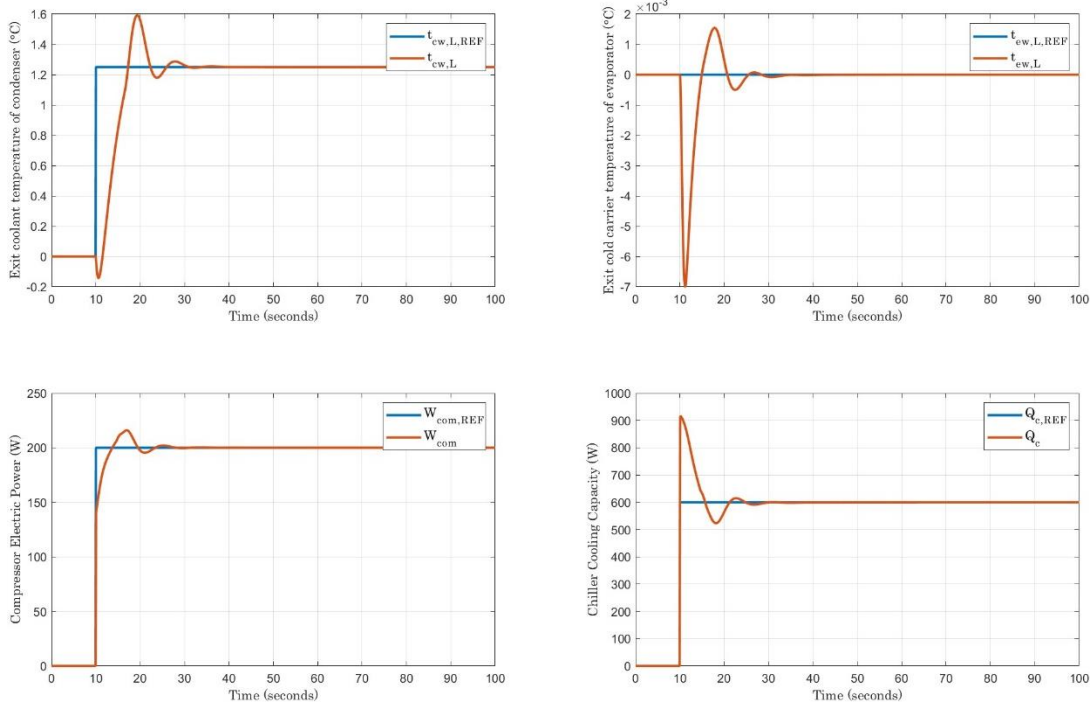 Exit coolant temperature of condenser (°C)
1.6
1.4
1.2
1
0.8
0.6
0.4
0.2
0
-0.2
0 10 20 30 40 50 60 70 80 90 100
Time (seconds)
t_cw,L,REF
t_cw,L
×10^-3
Exit cold carrier temperature of evaporator (°C)
2
1
0
-1
-2
-3
-4
-5
-6
-7
0 10 20 30 40 50 60 70 80 90 100
Time (seconds)
t_ew,L,REF
t_ew,L
Compressor Electric Power (W)
250
200
150
100
50
0
0 10 20 30 40 50 60 70 80 90 100
Time (seconds)
W_com,REF
W_com
Chiller Cooling Capacity (W)
1000
900
800
700
600
500
400
300
200
100
0
0 10 20 30 40 50 60 70 80 90 100
Time (seconds)
Q_c,REF
Q_c